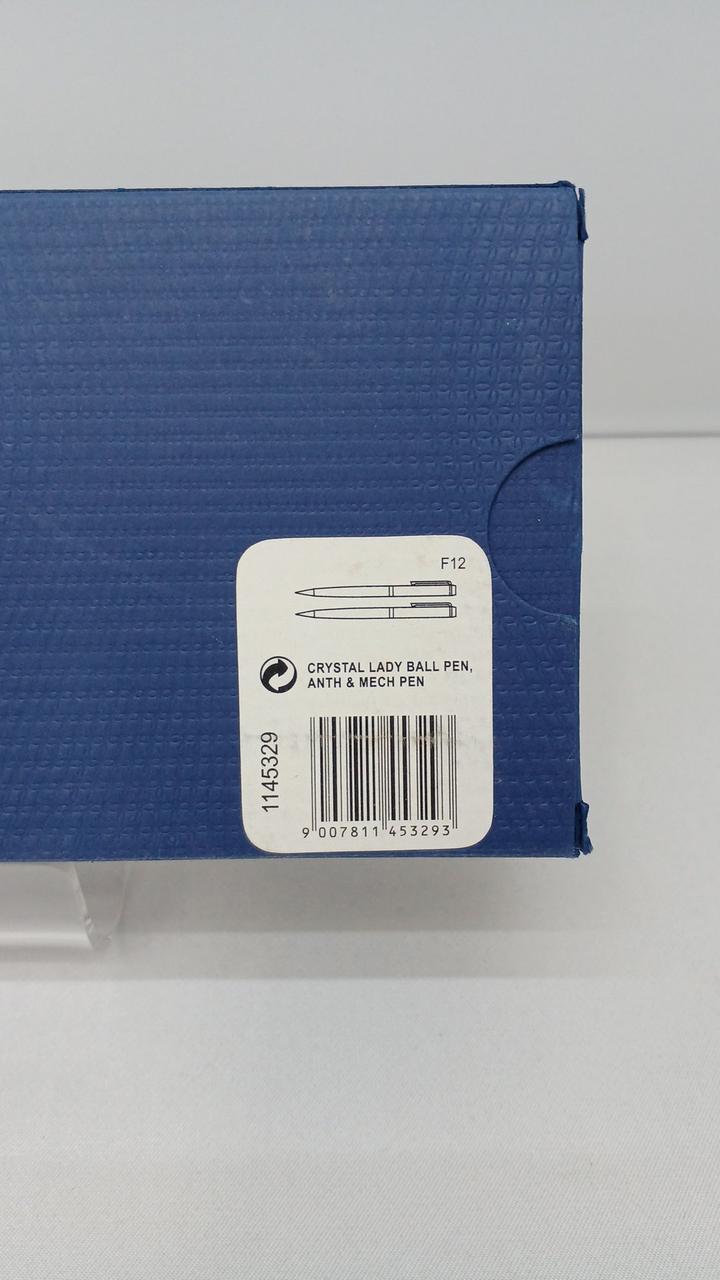 F12
CRYSTAL LADY BALL PEN,
ANTH & MECH PEN
1145329
9 007811 453293